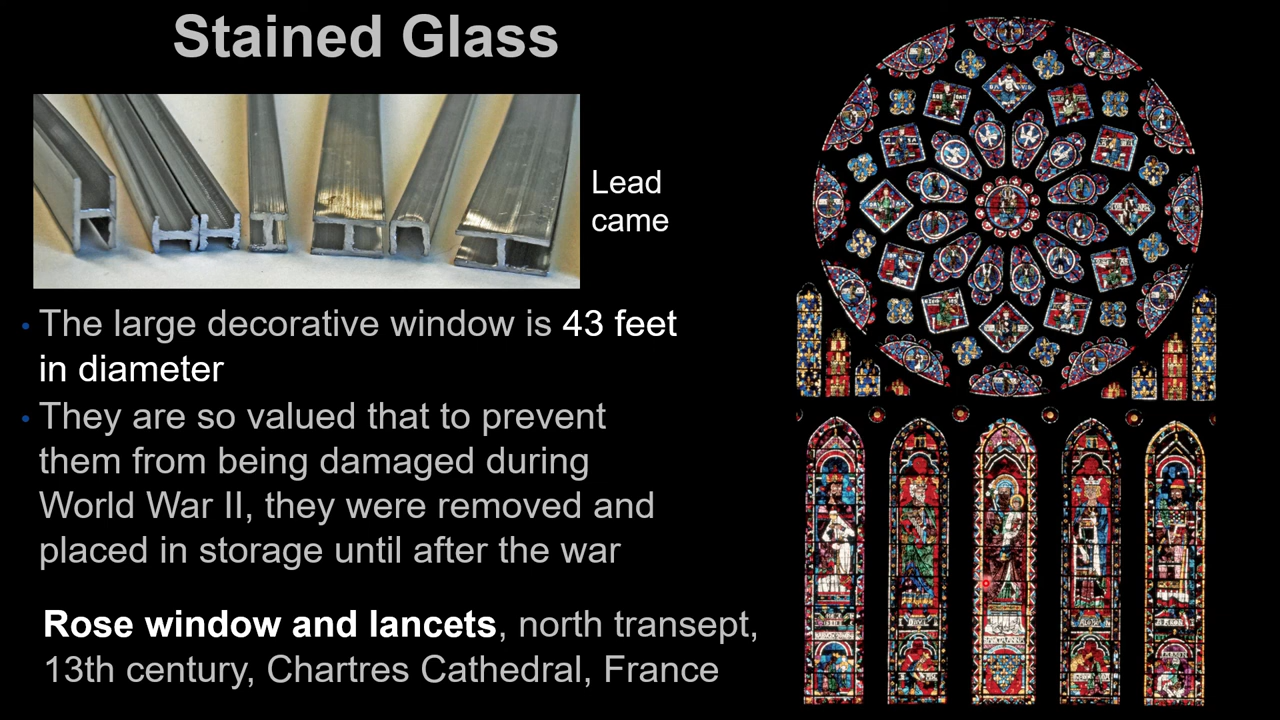 Stained Glass
Lead
came
• The large decorative window is 43 feet
in diameter
• They are so valued that to prevent
them from being damaged during
World War II, they were removed and
placed in storage until after the war
Rose window and lancets, north transept,
13th century, Chartres Cathedral, France